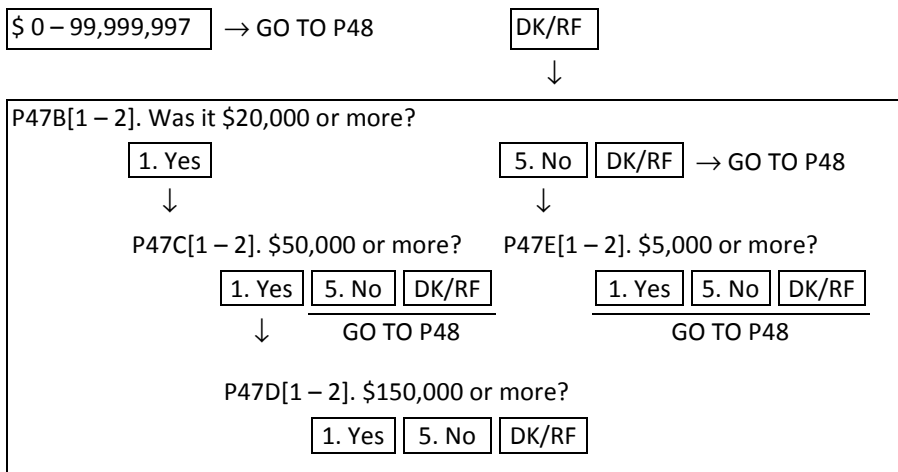 $ 0 – 99,999,997 → GO TO P48 DK/RF
↓
P47B[1 – 2]. Was it $20,000 or more?
1. Yes 5. No DK/RF → GO TO P48
↓ ↓
P47C[1 – 2]. $50,000 or more? P47E[1 – 2]. $5,000 or more?
1. Yes 5. No DK/RF 1. Yes 5. No DK/RF
↓ GO TO P48 GO TO P48
P47D[1 – 2]. $150,000 or more?
1. Yes 5. No DK/RF